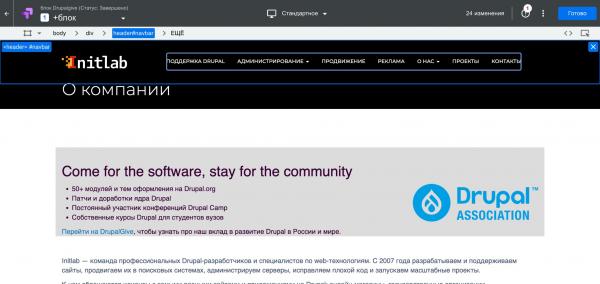 блок Drupalgive (Статус: Завершено)
1 +блок
Стандартное
24 изменения
1
Готово
body > div > header#navbar > ЕЩЁ
<header> #navbar
Initlab
ПОДДЕРЖКА DRUPAL АДМИНИСТРИРОВАНИЕ ПРОДВИЖЕНИЕ РЕКЛАМА О НАС ПРОЕКТЫ КОНТАКТЫ
О компании
Come for the software, stay for the community
50+ модулей и тем оформления на Drupal.org
Патчи и доработки ядра Drupal
Постоянный участник конференций Drupal Camp
Собственные курсы Drupal для студентов вузов
Drupal™
ASSOCIATION
Перейти на DrupalGive, чтобы узнать про наш вклад в развитие Drupal в России и мире.
Initlab — команда профессиональных Drupal-разработчиков и специалистов по web-технологиям. С 2007 года разрабатываем и поддерживаем
сайты, продвигаем их в поисковых системах, администрируем серверы, исправляем плохой код и запускаем масштабные проекты.